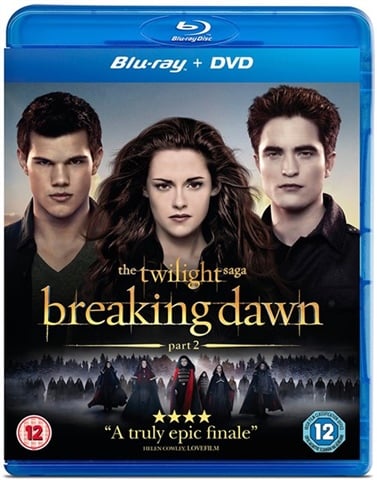 Blu-ray Disc
Blu-ray + DVD
the twilight saga
breaking dawn
part 2
12
★★★★
“A truly epic finale”
HELEN COWLEY, LOVEFILM
12